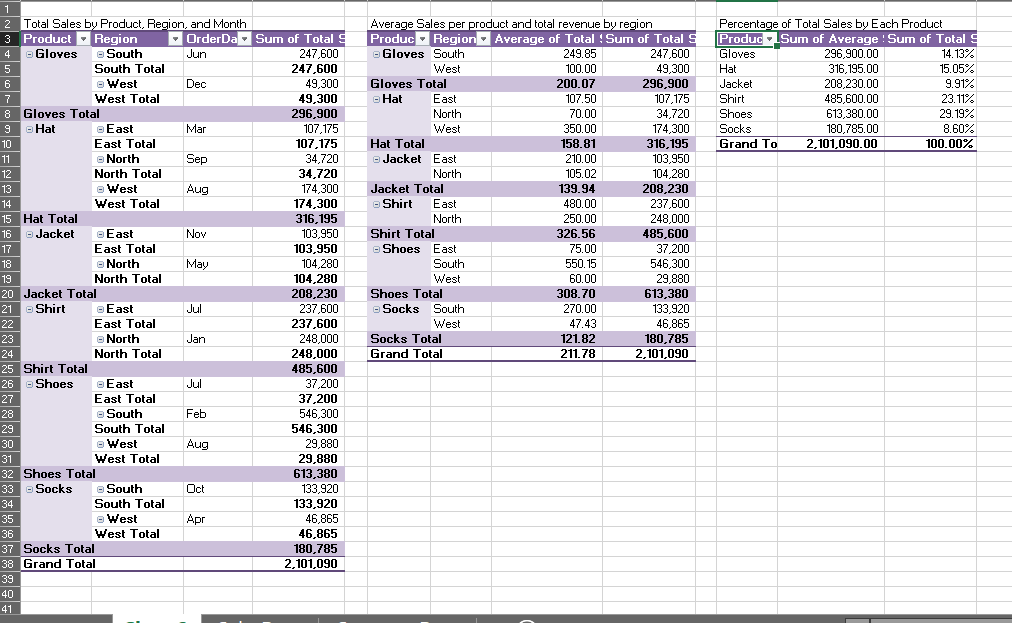 1
2 Total Sales by Product, Region, and Month Average Sales per product and total revenue by region Percentage of Total Sales by Each Product
3 Product Region OrderDa Sum of Total S Produc Region Average of Total Sum of Total S Produc Sum of Average Sum of Total S
4 Gloves South Jun 247,600 Gloves South 249.85 247,600 Gloves 296,900.00 14.13%
5 South Total 247,600 West 100.00 49,300 Hat 316,195.00 15.05%
6 West Dec 49,300 Gloves Total 200.07 296,900 Jacket 208,230.00 9.91%
7 West Total 49,300 Hat East 107.50 107,175 Shirt 485,600.00 23.11%
8 Gloves Total 296,900 North 70.00 34,720 Shoes 613,380.00 29.19%
9 Hat East Mar 107,175 West 350.00 174,300 Socks 180,785.00 8.60%
10 East Total 107,175 Hat Total 158.81 316,195 Grand To 2,101,090.00 100.00%
11 North Sep 34,720 Jacket East 210.00 103,950
12 North Total 34,720 North 105.02 104,280
13 West Aug 174,300 Jacket Total 139.94 208,230
14 West Total 174,300 Shirt East 480.00 237,600
15 Hat Total 316,195 North 250.00 248,000
16 Jacket East Nov 103,950 Shirt Total 326.56 485,600
17 East Total 103,950 Shoes East 75.00 37,200
18 North May 104,280 South 550.15 546,300
19 North Total 104,280 West 60.00 29,880
20 Jacket Total 208,230 Shoes Total 308.70 613,380
21 Shirt East Jul 237,600 Socks South 270.00 133,920
22 East Total 237,600 West 47.43 46,865
23 North Jan 248,000 Socks Total 121.82 180,785
24 North Total 248,000 Grand Total 211.78 2,101,090
25 Shirt Total 485,600
26 Shoes East Jul 37,200
27 East Total 37,200
28 South Feb 546,300
29 South Total 546,300
30 West Aug 29,880
31 West Total 29,880
32 Shoes Total 613,380
33 Socks South Oct 133,920
34 South Total 133,920
35 West Apr 46,865
36 West Total 46,865
37 Socks Total 180,785
38 Grand Total 2,101,090
39
40
41